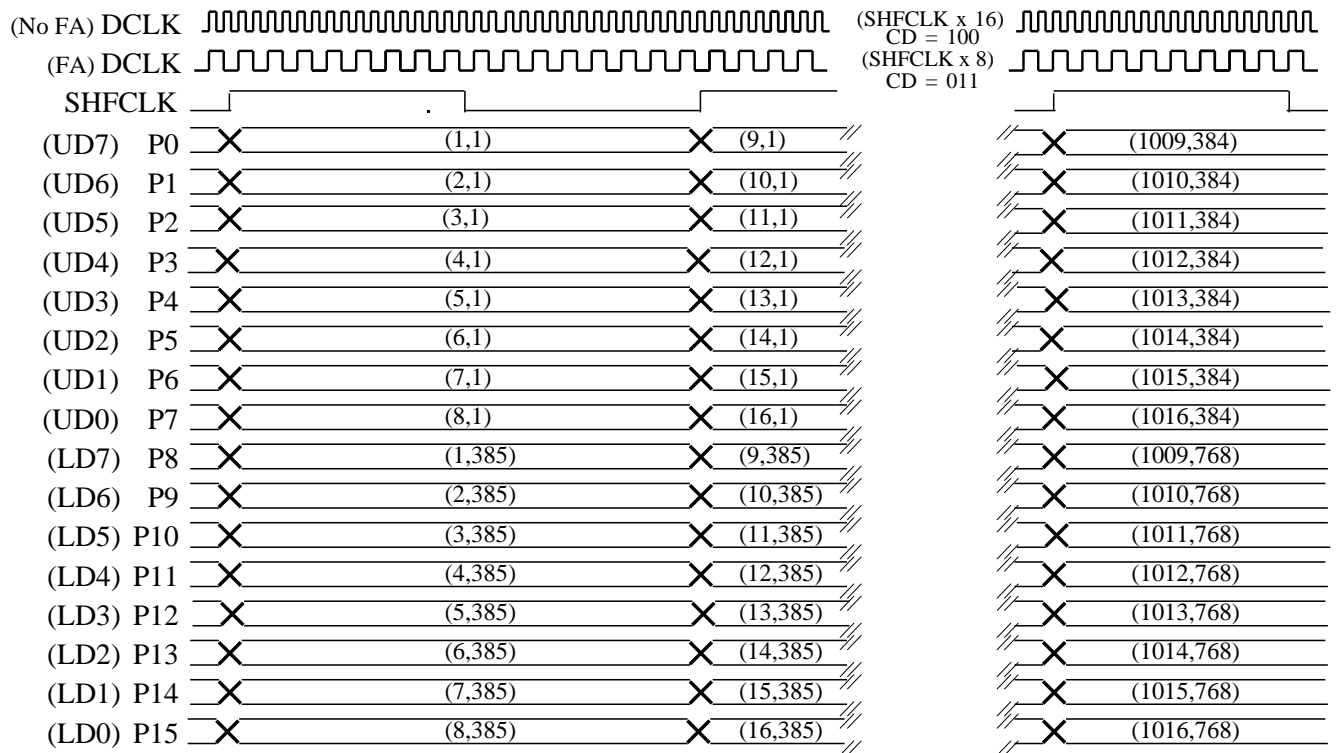 (No FA) DCLK (SHFCLK x 16)
CD = 100
(FA) DCLK (SHFCLK x 8)
CD = 011
SHFCLK
(UD7) P0 (1,1) (9,1) (1009,384)
(UD6) P1 (2,1) (10,1) (1010,384)
(UD5) P2 (3,1) (11,1) (1011,384)
(UD4) P3 (4,1) (12,1) (1012,384)
(UD3) P4 (5,1) (13,1) (1013,384)
(UD2) P5 (6,1) (14,1) (1014,384)
(UD1) P6 (7,1) (15,1) (1015,384)
(UD0) P7 (8,1) (16,1) (1016,384)
(LD7) P8 (1,385) (9,385) (1009,768)
(LD6) P9 (2,385) (10,385) (1010,768)
(LD5) P10 (3,385) (11,385) (1011,768)
(LD4) P11 (4,385) (12,385) (1012,768)
(LD3) P12 (5,385) (13,385) (1013,768)
(LD2) P13 (6,385) (14,385) (1014,768)
(LD1) P14 (7,385) (15,385) (1015,768)
(LD0) P15 (8,385) (16,385) (1016,768)